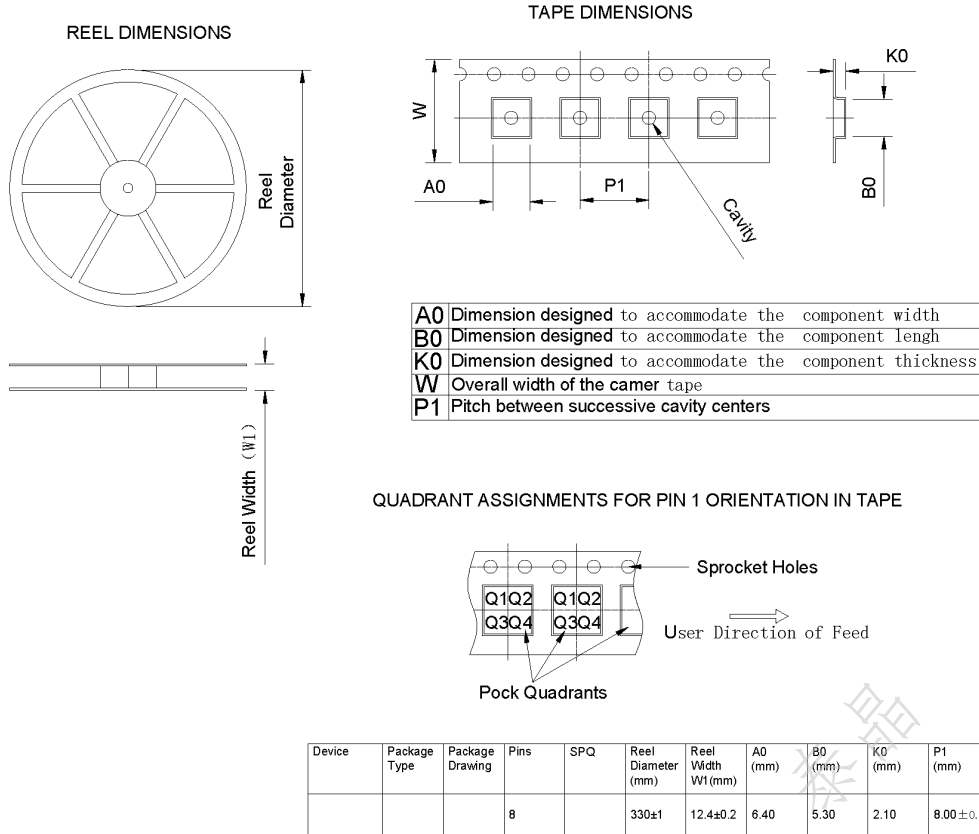 REEL DIMENSIONS
TAPE DIMENSIONS
Reel
Diameter
Reel Width (W1)
W
A0
P1
Cavity
K0
B0
A0 Dimension designed to accommodate the component width
B0 Dimension designed to accommodate the component lengh
K0 Dimension designed to accommodate the component thickness
W Overall width of the camer tape
P1 Pitch between successive cavity centers
QUADRANT ASSIGNMENTS FOR PIN 1 ORIENTATION IN TAPE
Sprocket Holes
Q1Q2 Q1Q2
Q3Q4 Q3Q4
User Direction of Feed
Pock Quadrants
泰晶
Device Package Type Package Drawing Pins SPQ Reel Diameter (mm) Reel Width W1(mm) A0 (mm) B0 (mm) K0 (mm) P1 (mm)
8 330±1 12.4±0.2 6.40 5.30 2.10 8.00±0